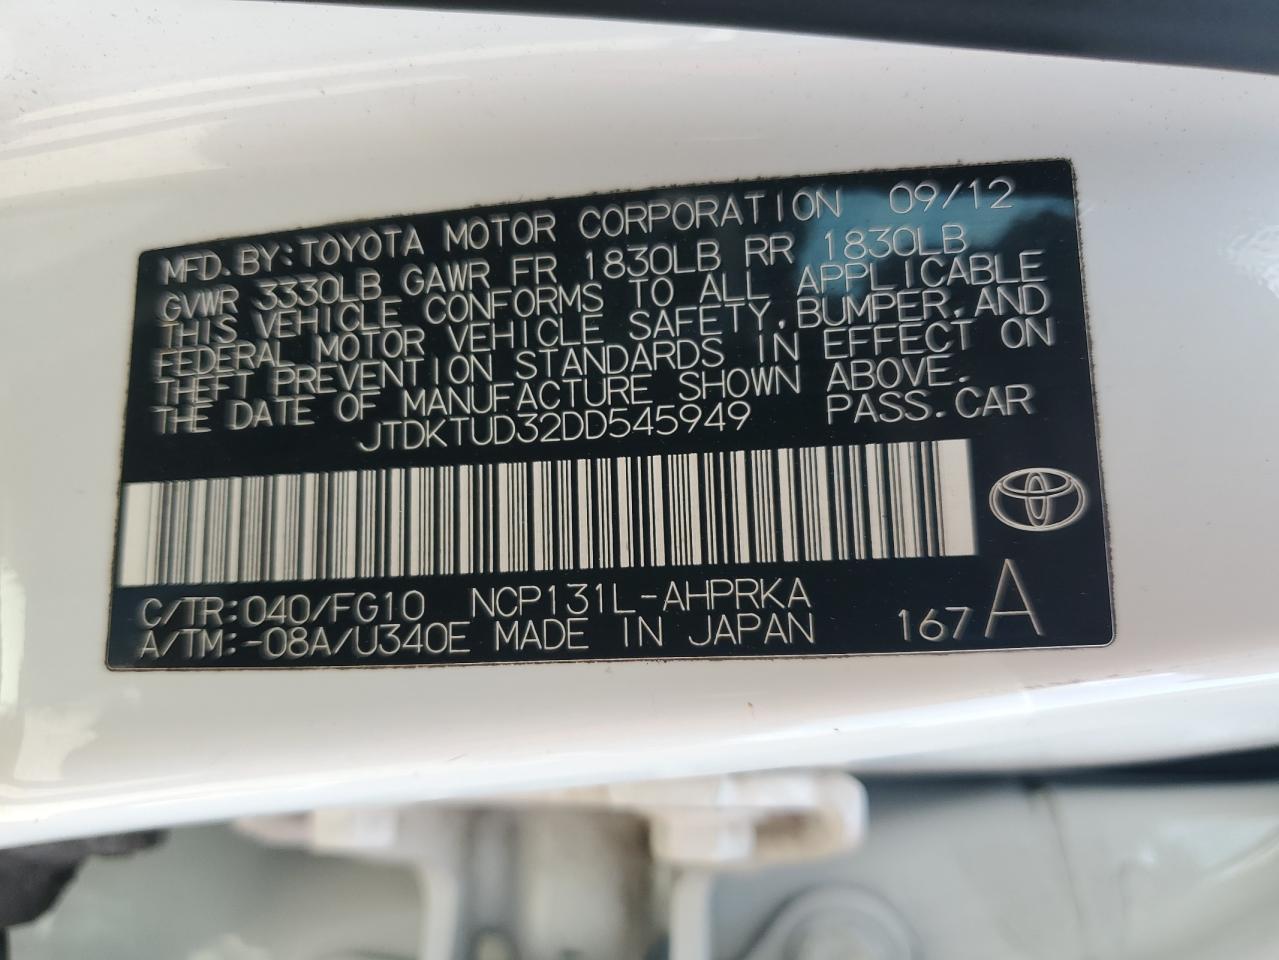 MFD. BY: TOYOTA MOTOR CORPORATION 09/12
GVWR 3330LB GAWR FR 1830LB RR 1830LB
THIS VEHICLE CONFORMS TO ALL APPLICABLE
FEDERAL MOTOR VEHICLE SAFETY, BUMPER, AND
THEFT PREVENTION STANDARDS IN EFFECT ON
THE DATE OF MANUFACTURE SHOWN ABOVE.
JTDKTUD32DD545949 PASS. CAR
C/TR: 040/FG10 NCP131L-AHPRKA
A/TM: -08A/U340E MADE IN JAPAN 167 A